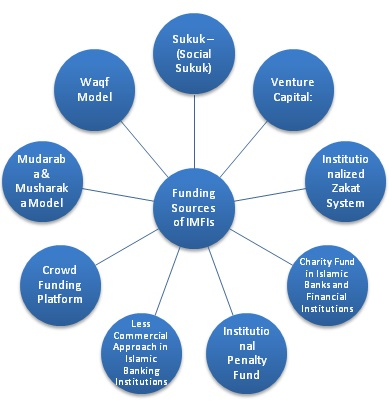 Sukuk –
(Social
Sukuk)
Venture
Capital:
Institutio
nalized
Zakat
System
Charity Fund in
Islamic
Banks and
Financial
Institutions
Institutio
nal
Penalty
Fund
Less
Commercial
Approach in
Islamic
Banking
Institutions
Crowd
Funding
Platform
Mudarab
a &
Musharak
a Model
Waqf
Model
Funding
Sources
of IMFIs